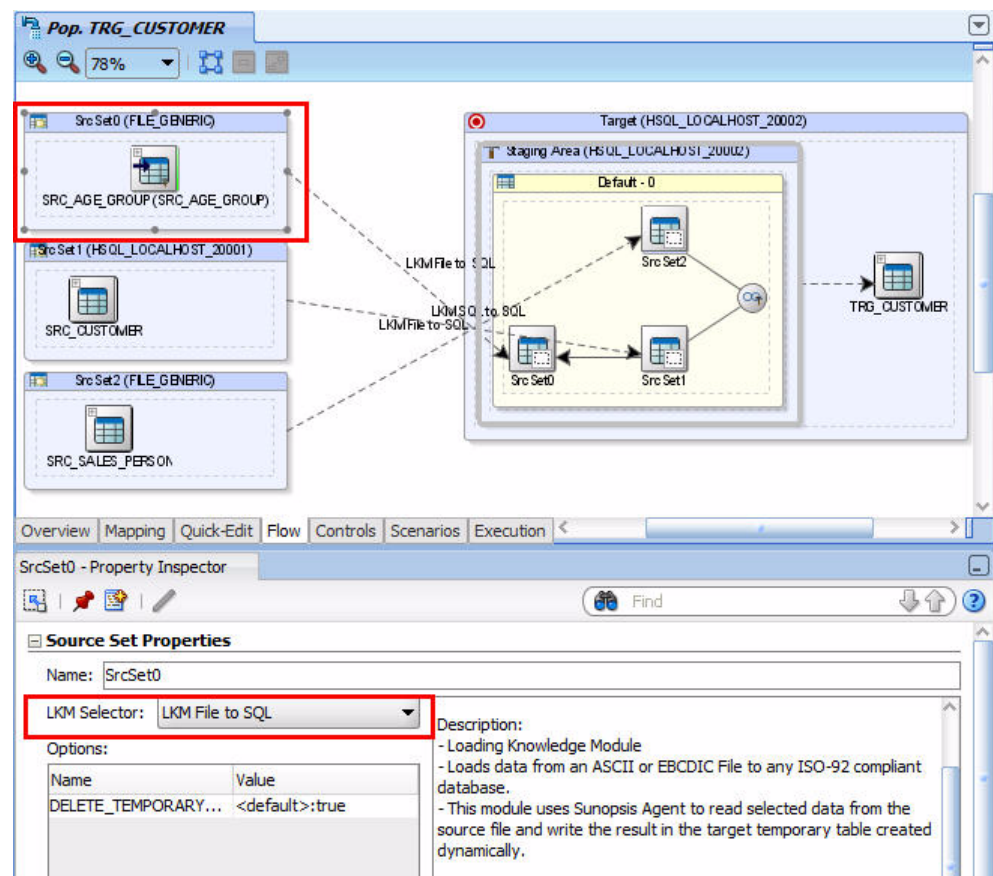 Pop. TRG_CUSTOMER
78%
SrcSet0 (FILE_GENERIC)
SRC_AGE_GROUP (SRC_AGE_GROUP)
SrcSet1 (HSQL_LOCALHOST_20001)
SRC_CUSTOMER
SrcSet2 (FILE_GENERIC)
SRC_SALES_PERSON
LKM File to SQL
LKM SQL to SQL
LKM File to SQL
Target (HSQL_LOCALHOST_20002)
Staging Area (HSQL_LOCALHOST_20002)
Default - 0
SrcSet2
SrcSet0
SrcSet1
TRG_CUSTOMER
Overview Mapping Quick-Edit Flow Controls Scenarios Execution
SrcSet0 - Property Inspector
Find
Source Set Properties
Name: SrcSet0
LKM Selector: LKM File to SQL
Options:
Name Value
DELETE_TEMPORARY... <default>:true
Description:
- Loading Knowledge Module
- Loads data from an ASCII or EBCDIC File to any ISO-92 compliant
database.
- This module uses Sunopsis Agent to read selected data from the
source file and write the result in the target temporary table created
dynamically.